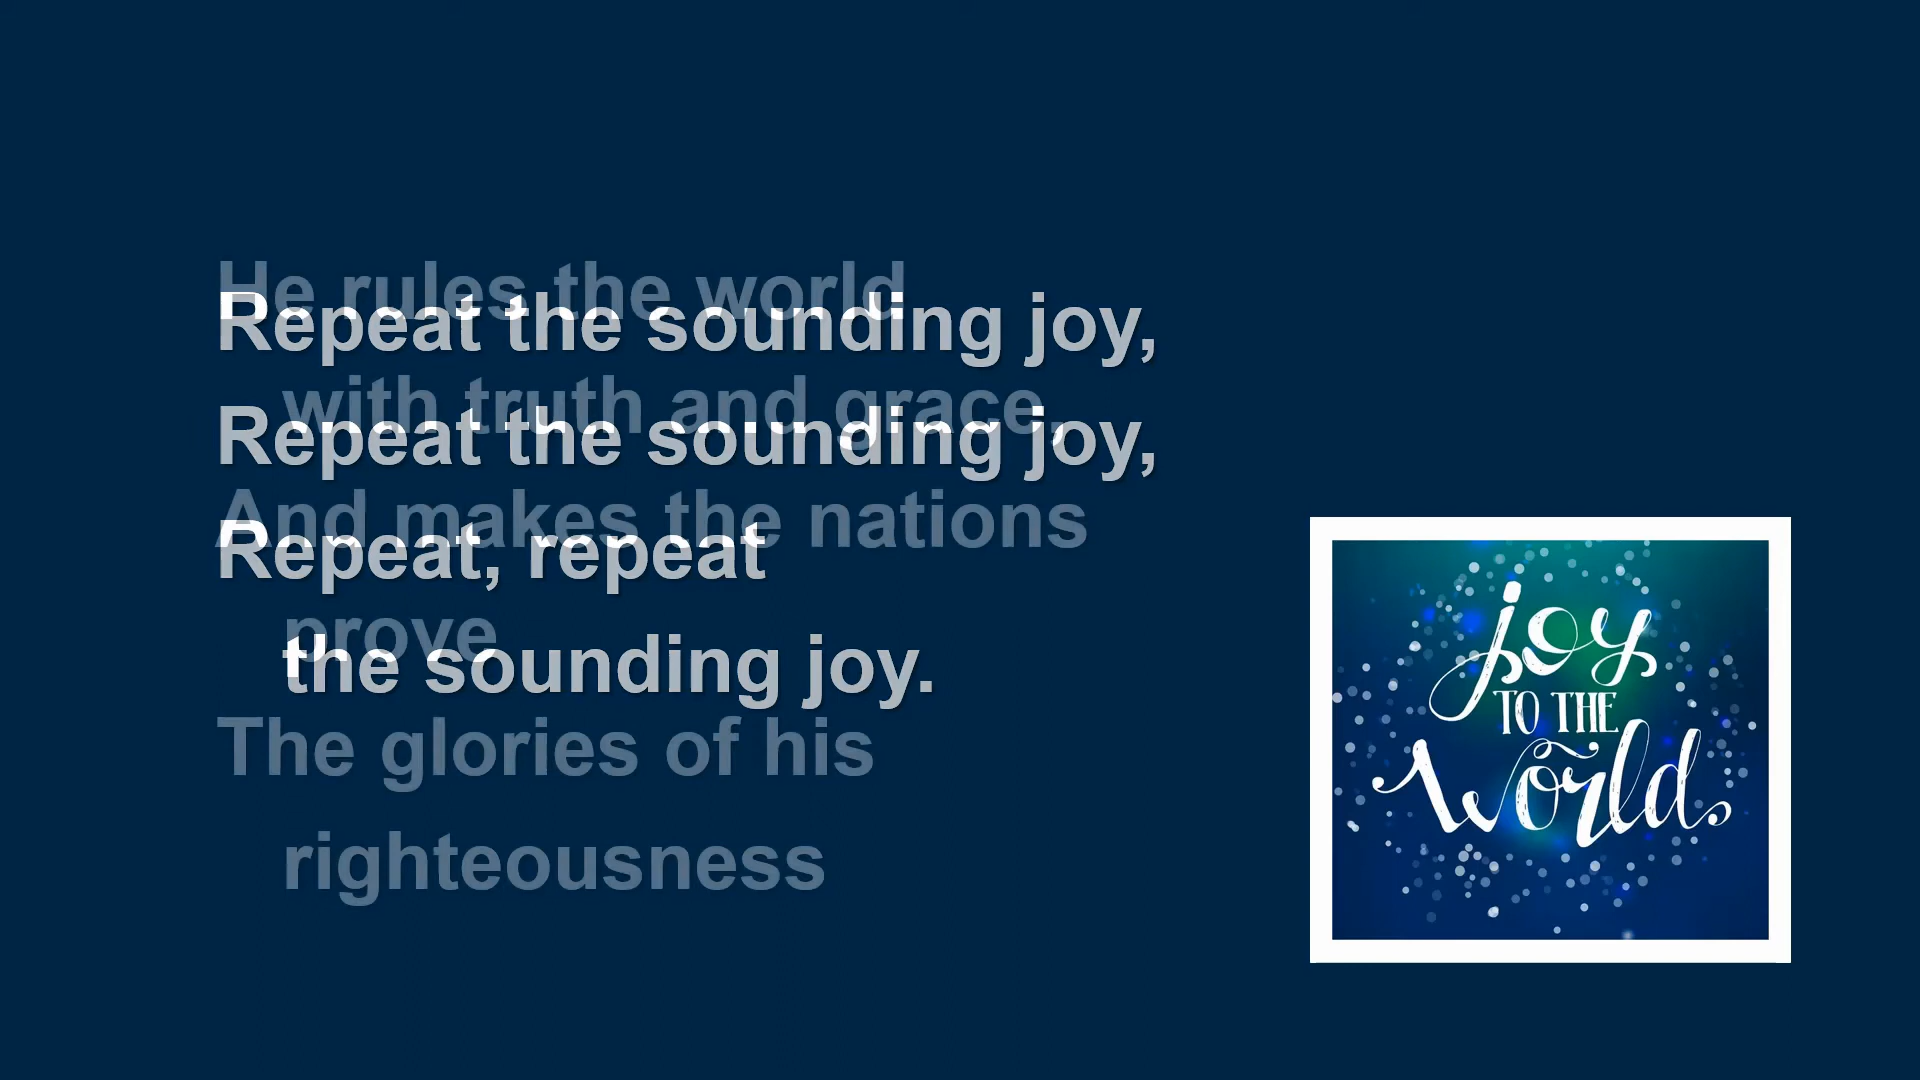 He rules the world
Repeat the sounding joy,
with truth and grace,
Repeat the sounding joy,
And makes the nations
Repeat, repeat
prove
the sounding joy.
The glories of his
righteousness
joy
TO THE
World